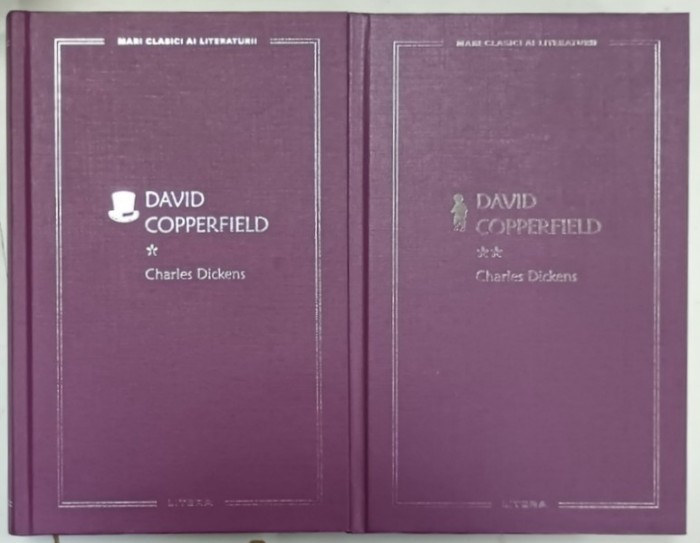 MARI CLASICI AI LITERATURII
DAVID
COPPERFIELD
*
Charles Dickens
LITERA
MARI CLASICI AI LITERATURII
DAVID
COPPERFIELD
**
Charles Dickens
LITERA